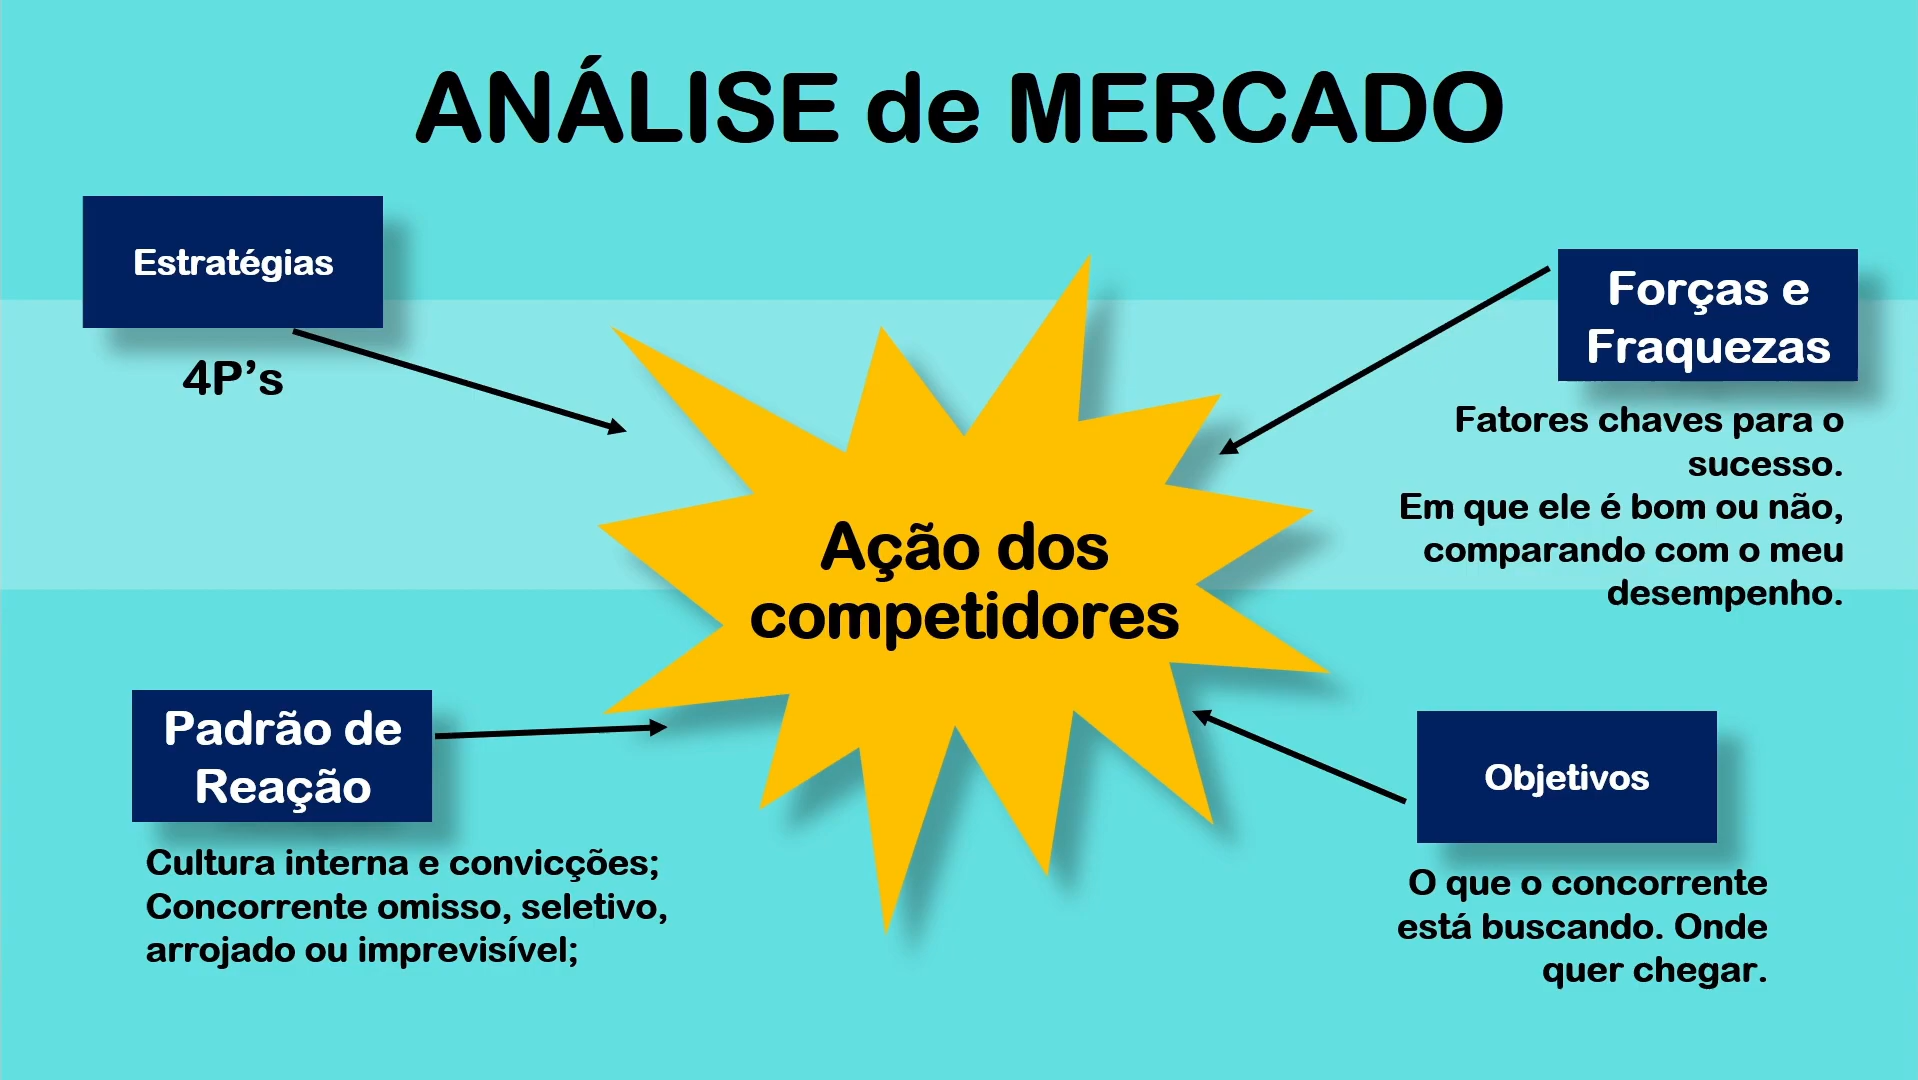 ANÁLISE de MERCADO
Estratégias
4P’s
Forças e
Fraquezas
Fatores chaves para o
sucesso.
Em que ele é bom ou não,
comparando com o meu
desempenho.
Ação dos
competidores
Padrão de
Reação
Cultura interna e convicções;
Concorrente omisso, seletivo,
arrojado ou imprevisível;
Objetivos
O que o concorrente
está buscando. Onde
quer chegar.